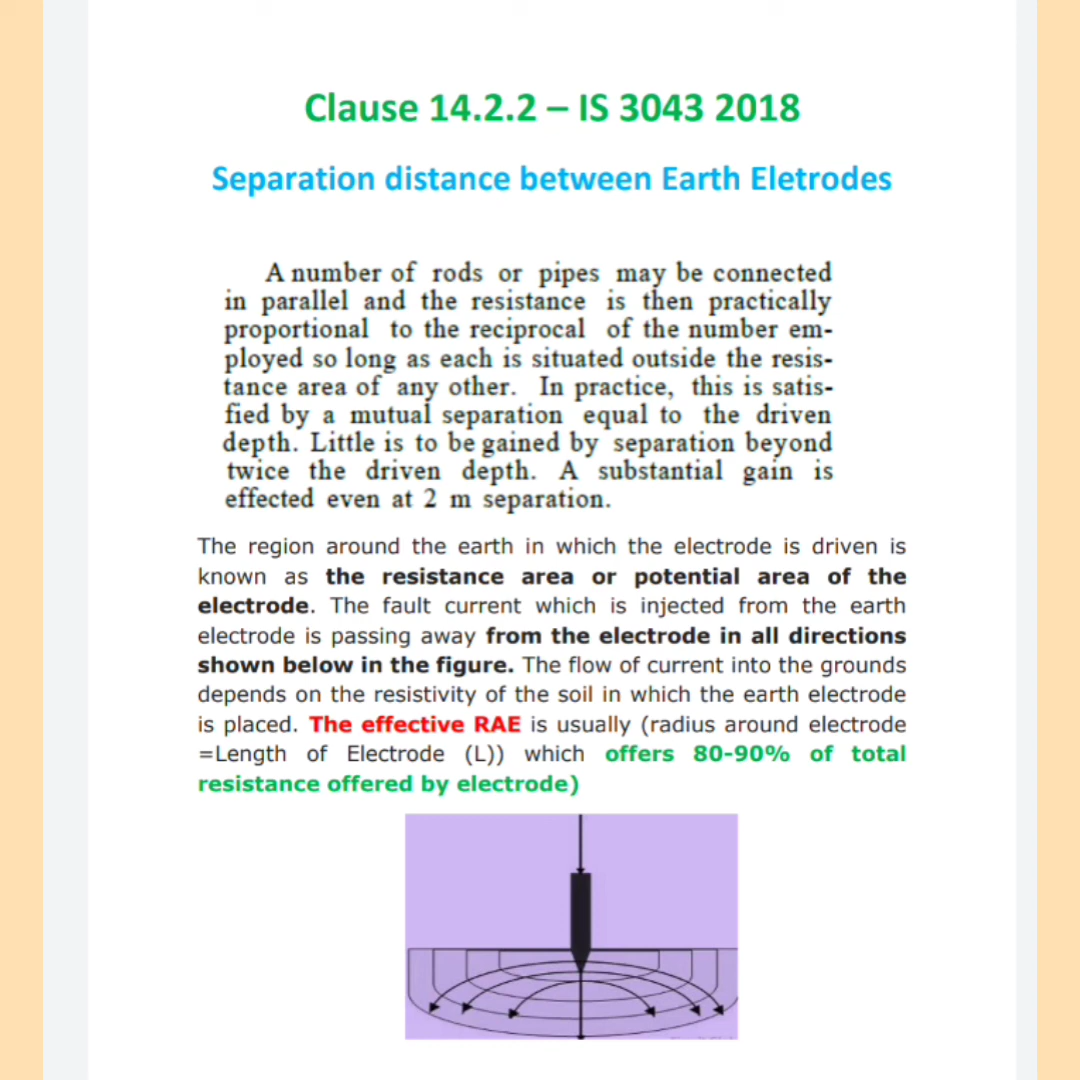 Clause 14.2.2 – IS 3043 2018
Separation distance between Earth Eletrodes
A number of rods or pipes may be connected
in parallel and the resistance is then practically
proportional to the reciprocal of the number em-
ployed so long as each is situated outside the resis-
tance area of any other. In practice, this is satis-
fied by a mutual separation equal to the driven
depth. Little is to be gained by separation beyond
twice the driven depth. A substantial gain is
effected even at 2 m separation.
The region around the earth in which the electrode is driven is
known as the resistance area or potential area of the
electrode. The fault current which is injected from the earth
electrode is passing away from the electrode in all directions
shown below in the figure. The flow of current into the grounds
depends on the resistivity of the soil in which the earth electrode
is placed. The effective RAE is usually (radius around electrode
=Length of Electrode (L)) which offers 80-90% of total
resistance offered by electrode)